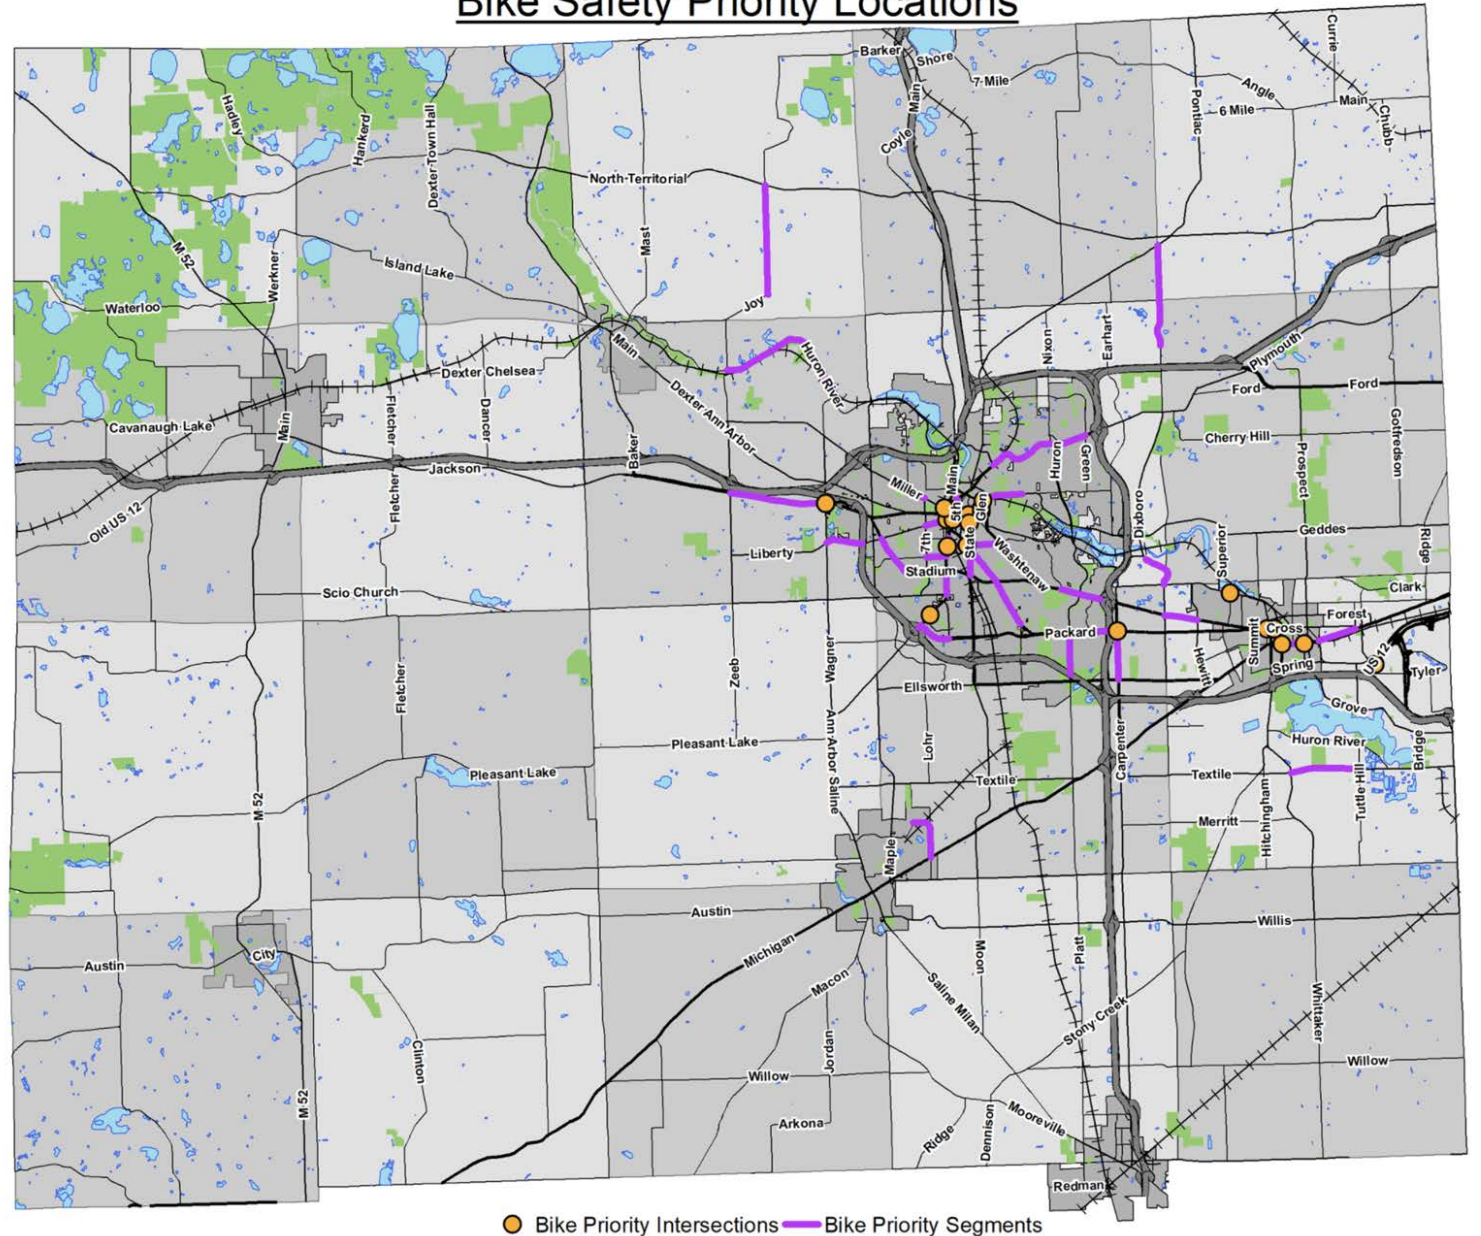 Bike Safety Priority Locations
Barker
Shore
Currie
7 Mile
Angle
Main
Main
Pontiac
6 Mile
Chubb
Hadley
Hankerd
Dexter Town Hall
Coyle
North Territorial
M 52
Werkner
Island Lake
Mast
Waterloo
Joy
Main
Huron River
Nixon
Earhart
Plymouth
Dexter Chelsea
Ford
Ford
Dexter Ann Arbor
Cavanaugh Lake
Main
Fletcher
Dancer
Baker
Cherry Hill
Gotfredson
Huron
Green
Prospect
Jackson
Miller
Main
Old US 12
Fletcher
5th
Glen
Dixboro
Geddes
Ridge
Liberty
7th
State
Washtenaw
Superior
Stadium
Scio Church
Clark
Forest
Packard
Summit
Cross
Zeeb
Wagner
Hewitt
Spring
US 12
Tyler
Fletcher
Ellsworth
Grove
Pleasant Lake
Ann Arbor Saline
Lohr
Carpenter
Huron River
Bridge
Pleasant Lake
Textile
Textile
Tuttle Hill
M 52
Merritt
Hitchingham
Maple
Austin
Willis
City
Michigan
Moon
Platt
Austin
Macon
Saline Milan
Whittaker
Stony Creek
Clinton
Jordan
Willow
Willow
M 52
Arkona
Ridge
Dennison
Mooreville
Redman
Bike Priority Intersections
Bike Priority Segments